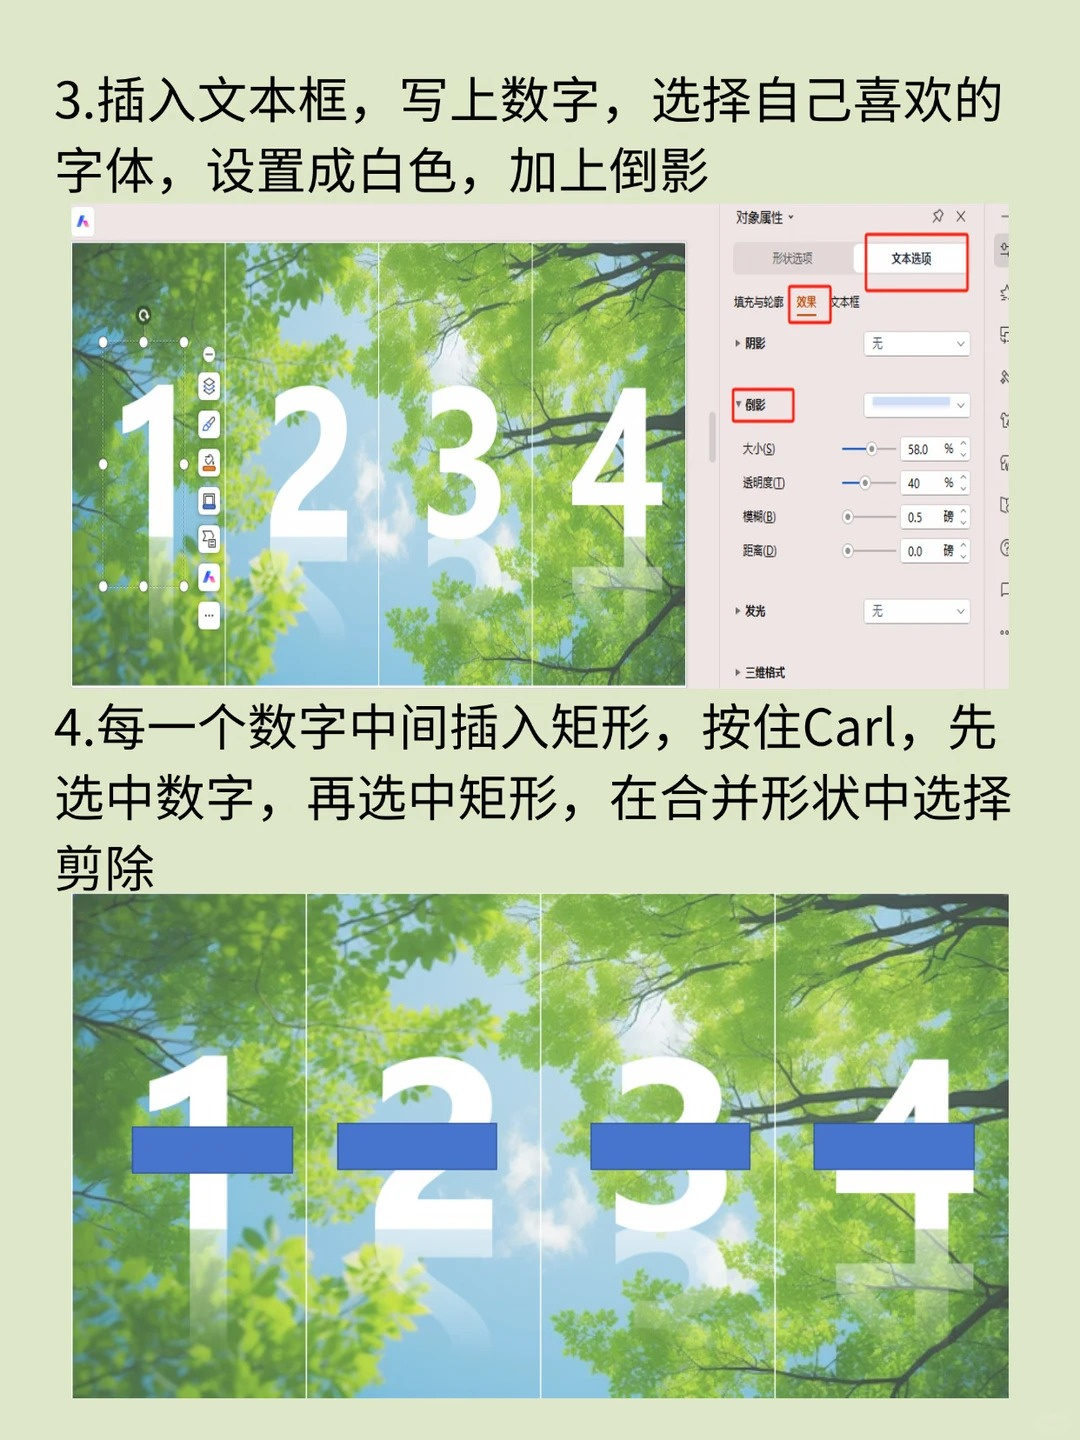 3.插入文本框，写上数字，选择自己喜欢的
字体，设置成白色，加上倒影
对象属性
形状选项 文本选项
填充与轮廓 效果 文本框
阴影 无
倒影
大小(S) 58.0 %
透明度(T) 40 %
模糊(B) 0.5 磅
距离(D) 0.0 磅
发光 无
三维格式
1 2 3 4
4.每一个数字中间插入矩形，按住Carl，先
选中数字，再选中矩形，在合并形状中选择
剪除
1 2 3 4